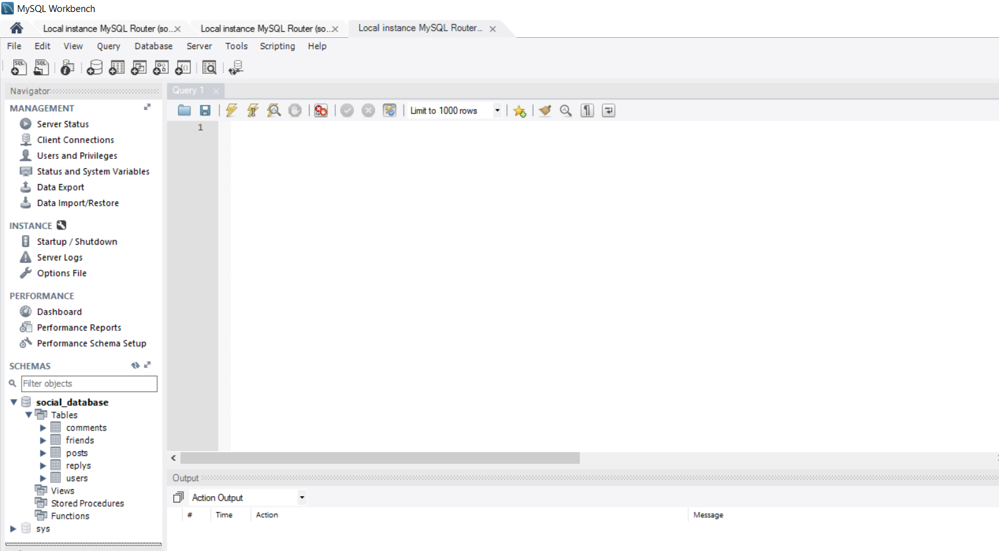 MySQL Workbench
Local instance MySQL Router (so...
Local instance MySQL Router (so...
Local instance MySQL Router...
File Edit View Query Database Server Tools Scripting Help
SQL SQL
Navigator
MANAGEMENT
Server Status
Client Connections
Users and Privileges
Status and System Variables
Data Export
Data Import/Restore
INSTANCE
Startup / Shutdown
Server Logs
Options File
PERFORMANCE
Dashboard
Performance Reports
Performance Schema Setup
SCHEMAS
Filter objects
social_database
Tables
comments
friends
posts
replys
users
Views
Stored Procedures
Functions
sys
Query 1
Limit to 1000 rows
1
Output
Action Output
# Time Action Message